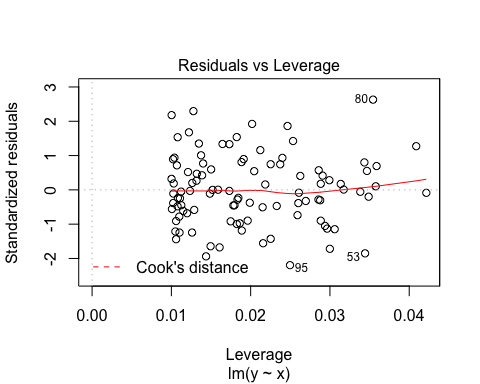 Residuals vs Leverage
Standardized residuals
3
2
1
0
-1
-2
80
53
95
Cook's distance
0.00 0.01 0.02 0.03 0.04
Leverage
lm(y ~ x)